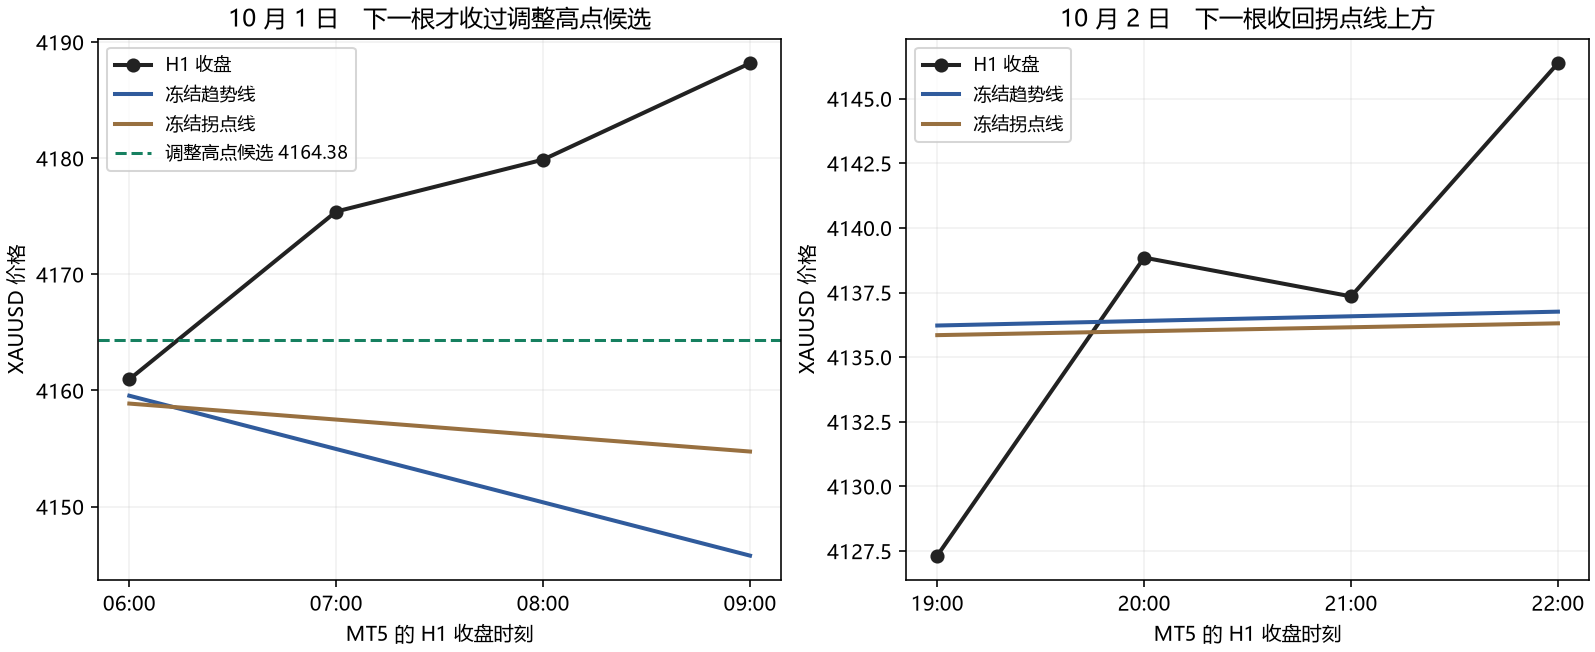 10 月 1 日　下一根才收过调整高点候选
XAUUSD 价格
4190
4180
4170
4160
4150
H1 收盘
冻结趋势线
冻结拐点线
调整高点候选 4164.38
06:00 07:00 08:00 09:00
MT5 的 H1 收盘时刻
10 月 2 日　下一根收回拐点线上方
XAUUSD 价格
4145.0
4142.5
4140.0
4137.5
4135.0
4132.5
4130.0
4127.5
H1 收盘
冻结趋势线
冻结拐点线
19:00 20:00 21:00 22:00
MT5 的 H1 收盘时刻